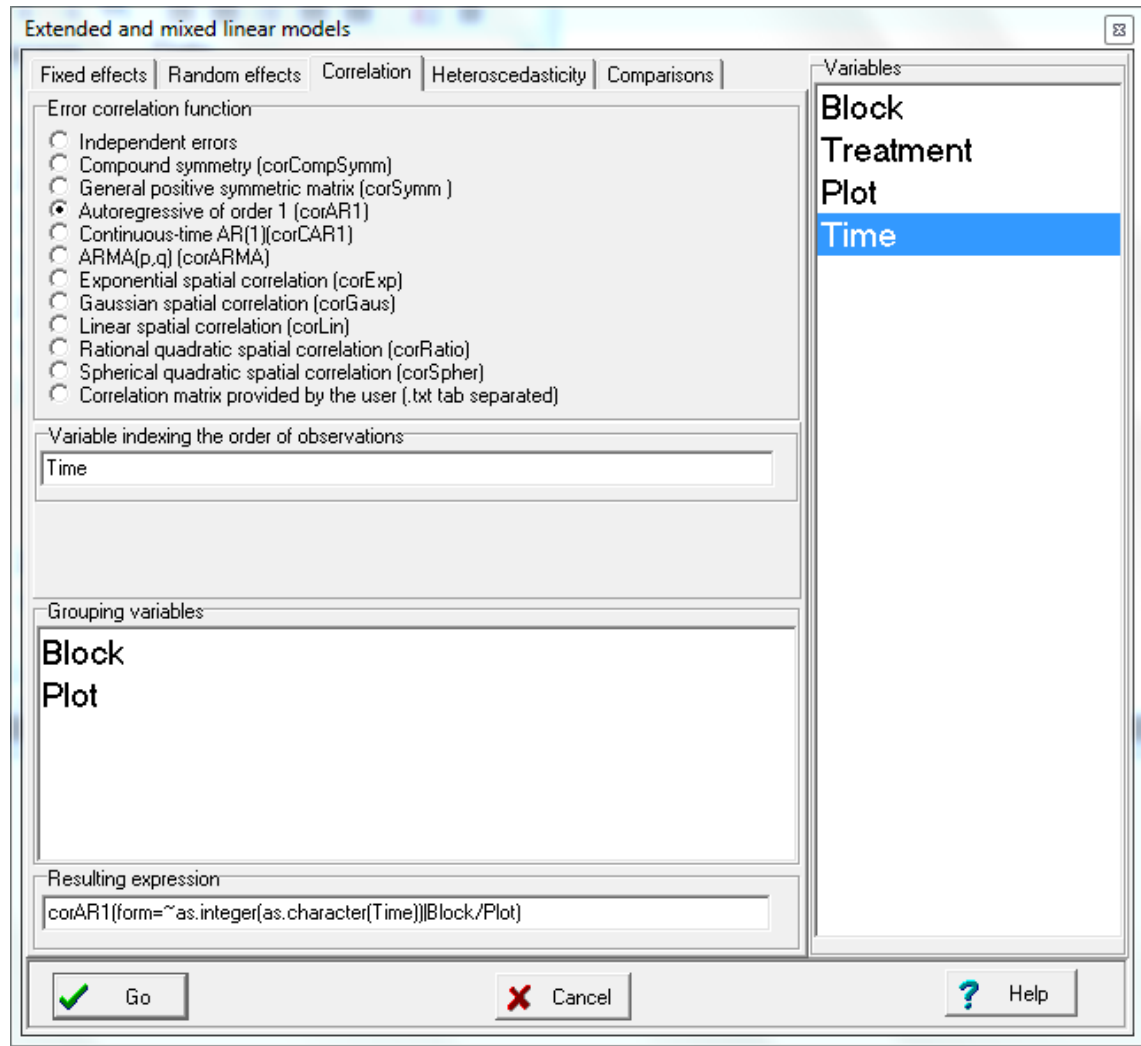 Extended and mixed linear models
Fixed effects Random effects Correlation Heteroscedasticity Comparisons
Error correlation function
Independent errors
Compound symmetry (corCompSymm)
General positive symmetric matrix (corSymm )
Autoregressive of order 1 (corAR1)
Continuous-time AR(1)(corCAR1)
ARMA(p,q) (corARMA)
Exponential spatial correlation (corExp)
Gaussian spatial correlation (corGaus)
Linear spatial correlation (corLin)
Rational quadratic spatial correlation (corRatio)
Spherical quadratic spatial correlation (corSpher)
Correlation matrix provided by the user (.txt tab separated)
Variable indexing the order of observations
Time
Grouping variables
Block
Plot
Resulting expression
corAR1(form=~as.integer(as.character(Time))|Block/Plot)
Variables
Block
Treatment
Plot
Time
Go
Cancel
Help